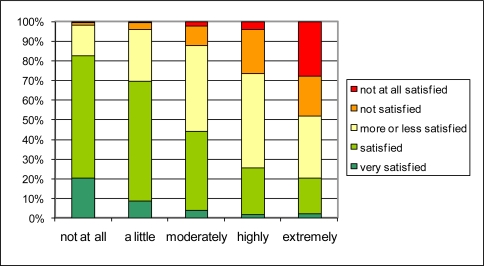 100%
90%
80%
70%
60%
50%
40%
30%
20%
10%
0%
not at all
a little
moderately
highly
extremely
not at all satisfied
not satisfied
more or less satisfied
satisfied
very satisfied